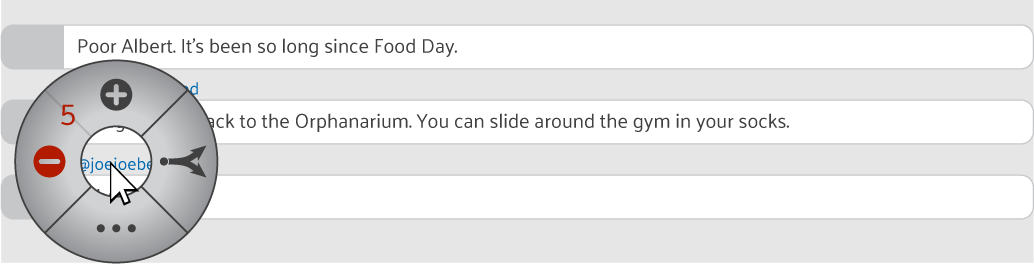 Poor Albert. It's been so long since Food Day.
5
ack to the Orphanarium. You can slide around the gym in your socks.
@joejoebe